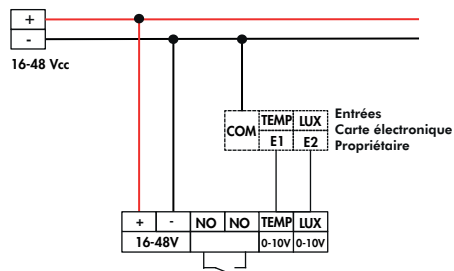 +
-
16-48 Vcc
COM TEMP LUX
E1 E2
Entrées
Carte électronique
Propriétaire
+ - NO NO TEMP LUX
16-48V 0-10V 0-10V